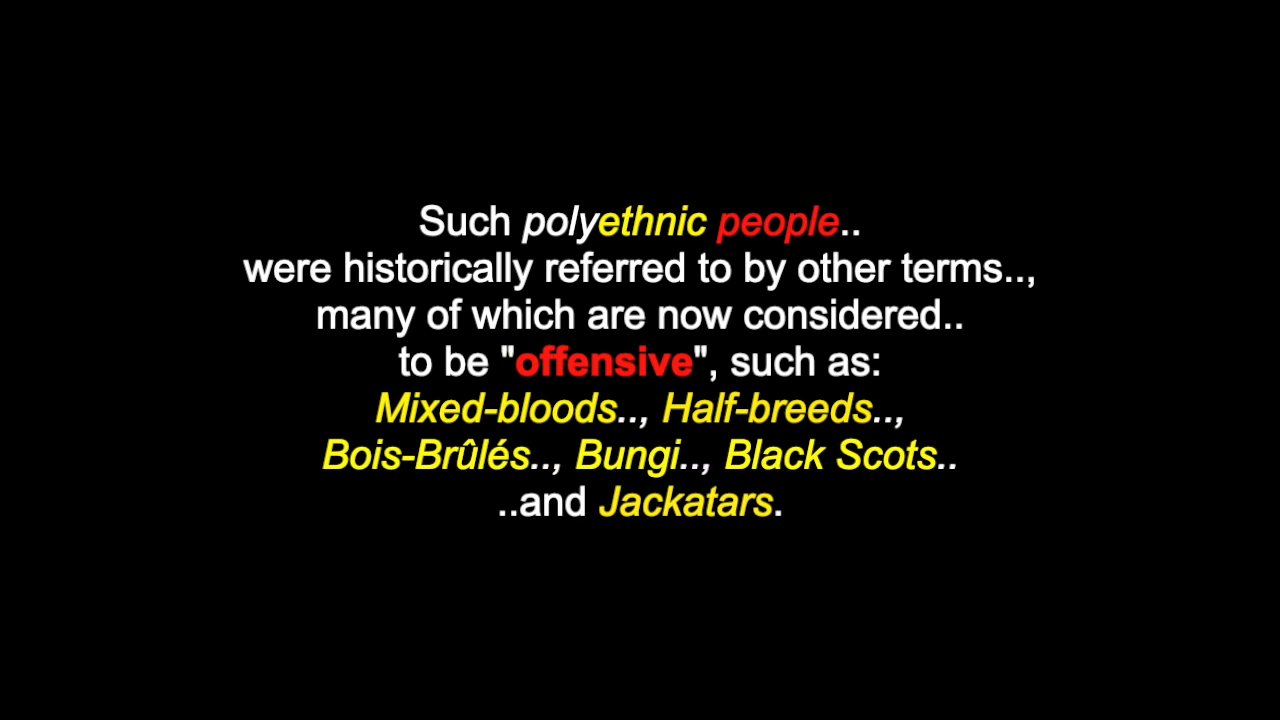 Such polyethnic people..
were historically referred to by other terms..,
many of which are now considered..
to be "offensive", such as:
Mixed-bloods.., Half-breeds..,
Bois-Brûlés.., Bungi.., Black Scots..
..and Jackatars.